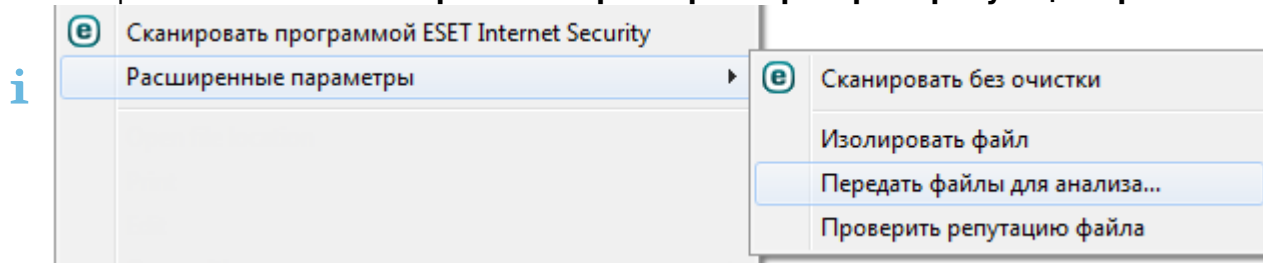 Сканировать программой ESET Internet Security
Расширенные параметры
Сканировать без очистки
Изолировать файл
Передать файлы для анализа...
Проверить репутацию файла